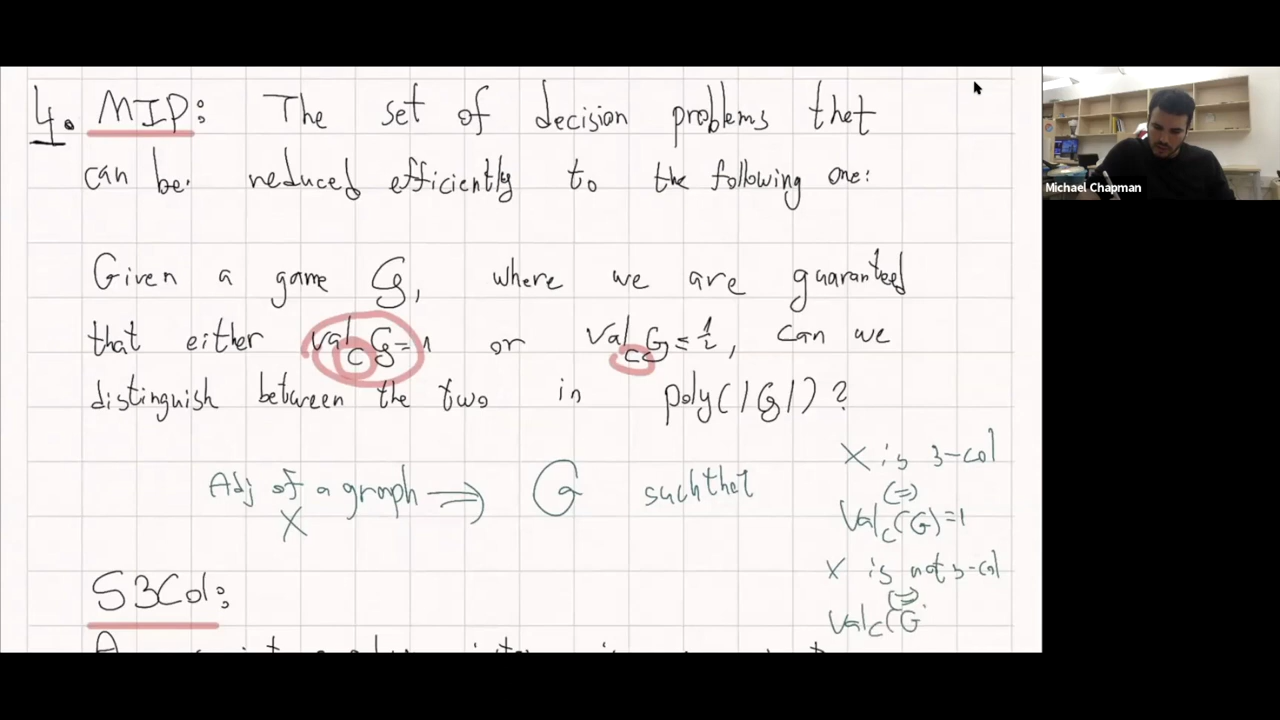 4. MIP: The set of decision problems thet
can be reduced efficiently to the following one:
Given a game G, where we are guaranteed
that either val_C G = 1 or Val_C G ≤ 1/2, can we
distinguish between the two in poly(|G|)?
Adj of a graph ⇒ G such thet
X
X is 3-col
(=)
Val_C(G)=1
X is not 3-col
(=)
Val_C(G
S3Col:
Michael Chapman